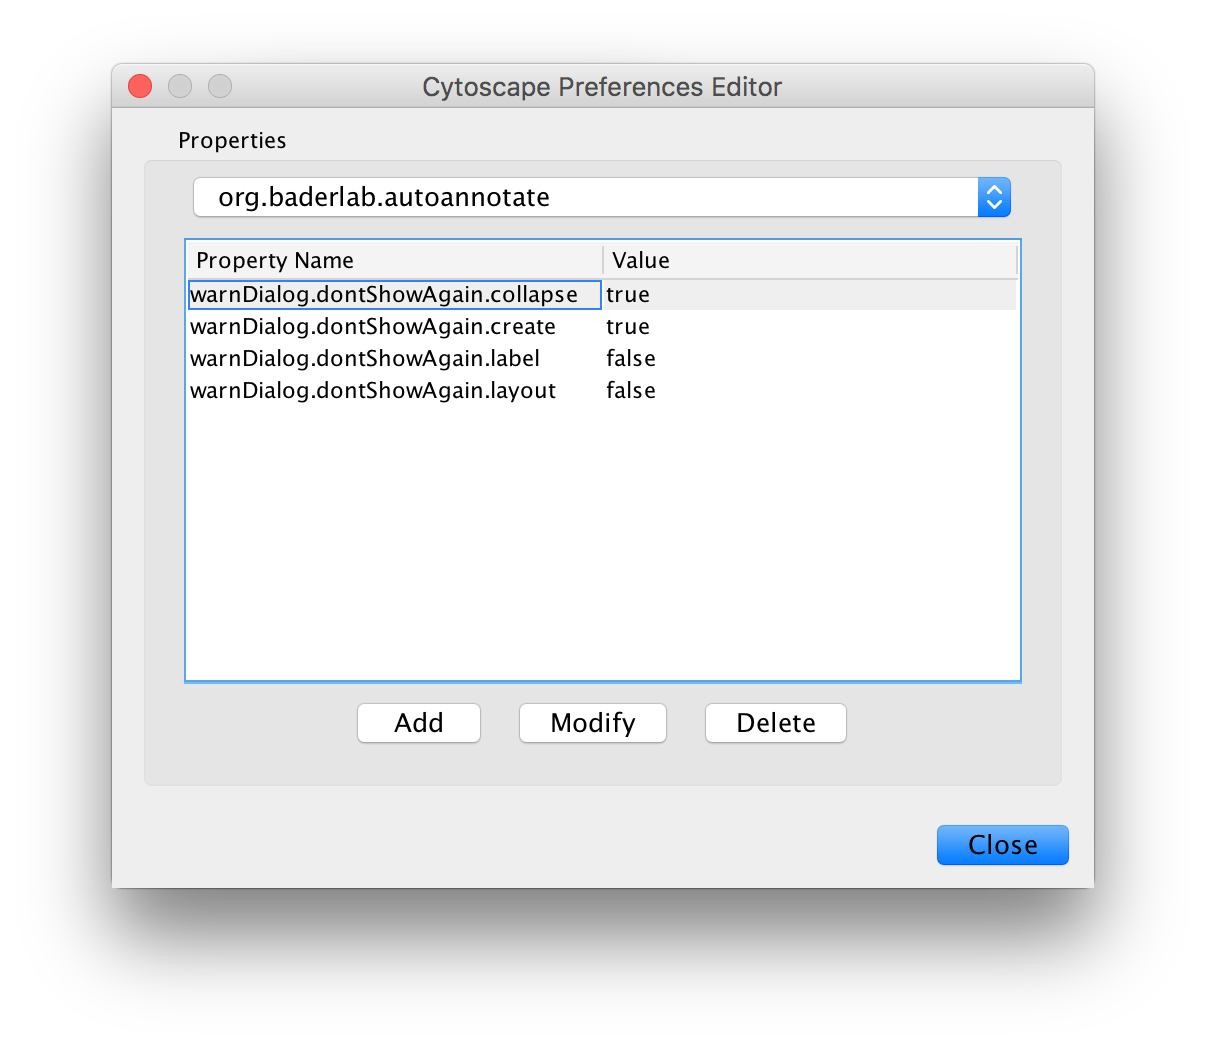 Cytoscape Preferences Editor
Properties
org.baderlab.autoannotate
Property Name Value
warnDialog.dontShowAgain.collapse true
warnDialog.dontShowAgain.create true
warnDialog.dontShowAgain.label false
warnDialog.dontShowAgain.layout false
Add Modify Delete
Close